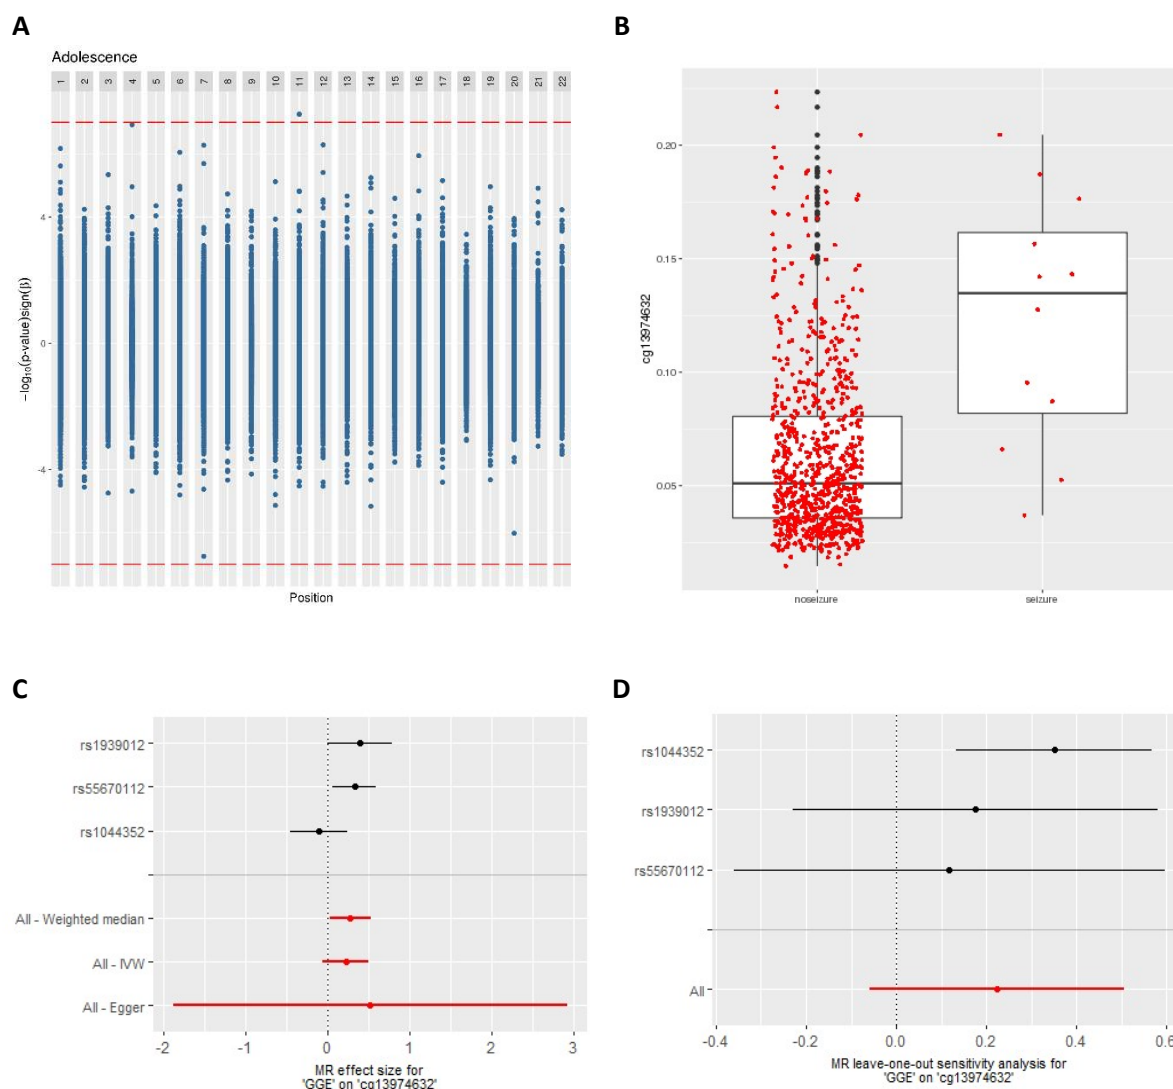 A
B
Adolescence
1 2 3 4 5 6 7 8 9 10 11 12 13 14 15 16 17 18 19 20 21 22
4
0
-4
−log10(p-value)sign(β)
Position
0.20
0.15
0.10
0.05
cg13974632
noseizure seizure
C
D
rs1939012
rs55670112
rs1044352
All - Weighted median
All - IVW
All - Egger
-2 -1 0 1 2 3
MR effect size for
'GGE' on 'cg13974632'
rs1044352
rs1939012
rs55670112
All
-0.4 -0.2 0.0 0.2 0.4 0.6
MR leave-one-out sensitivity analysis for
'GGE' on 'cg13974632'